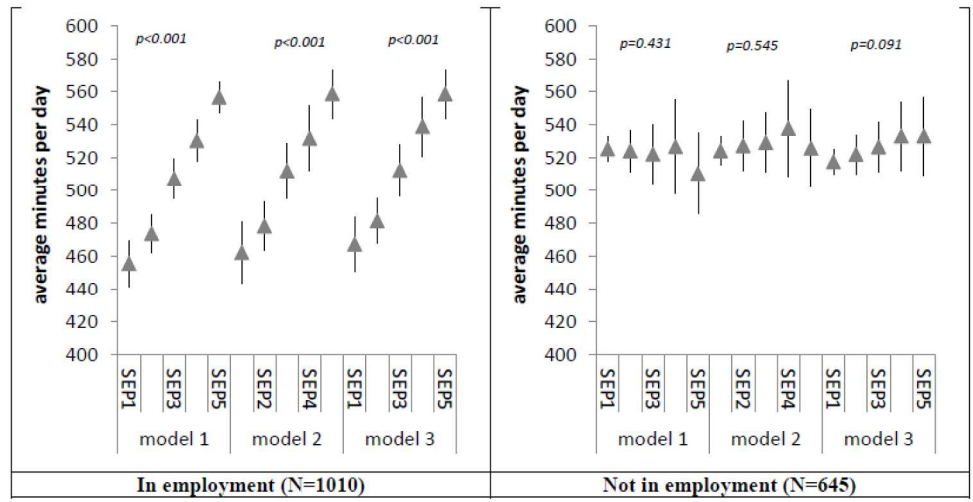 600
580
560
540
520
500
480
460
440
420
400
average minutes per day
p<0.001
p<0.001
p<0.001
SEP1
SEP3
SEP5
SEP2
SEP4
SEP1
SEP3
SEP5
model 1
model 2
model 3
In employment (N=1010)
600
580
560
540
520
500
480
460
440
420
400
average minutes per day
p=0.431
p=0.545
p=0.091
SEP1
SEP3
SEP5
SEP2
SEP4
SEP1
SEP3
SEP5
model 1
model 2
model 3
Not in employment (N=645)